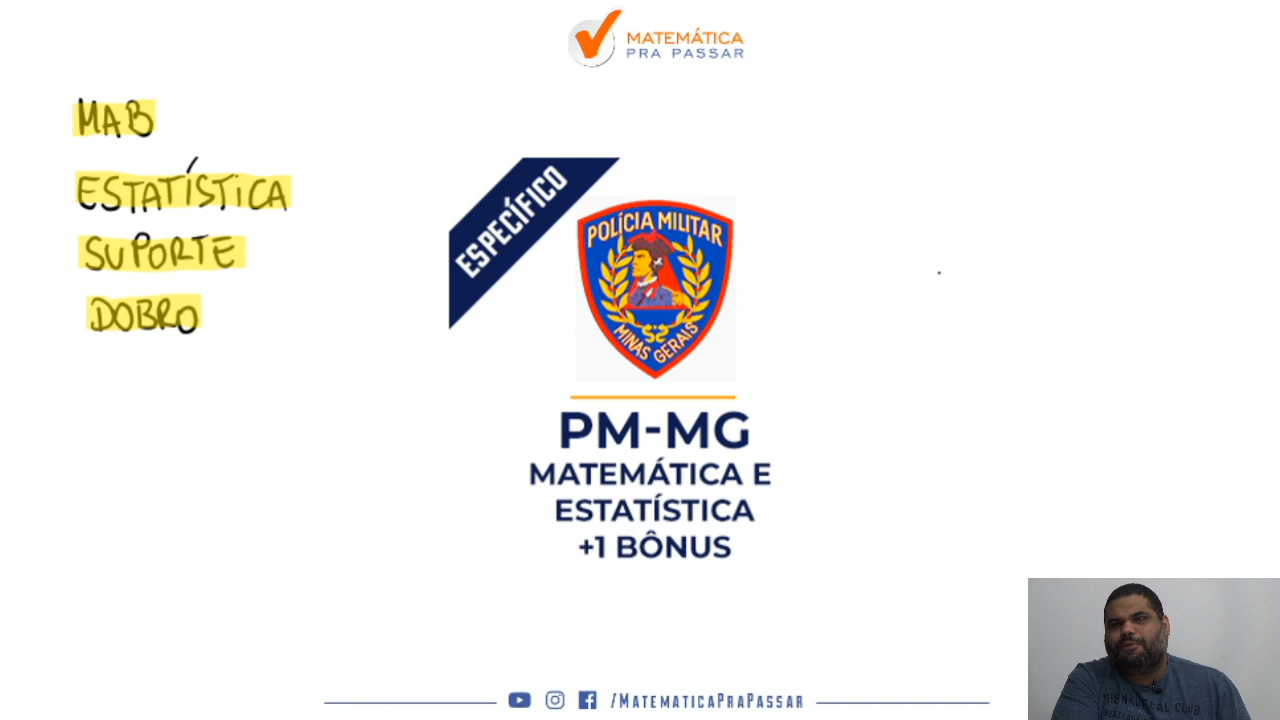 MATEMÁTICA
PRA PASSAR
MAB
ESTATÍSTICA
SUPORTE
DOBRO
ESPECÍFICO
POLÍCIA MILITAR
MINAS GERAIS
PM-MG
MATEMÁTICA E
ESTATÍSTICA
+1 BÔNUS
/MATEMATICAPRAPASSAR